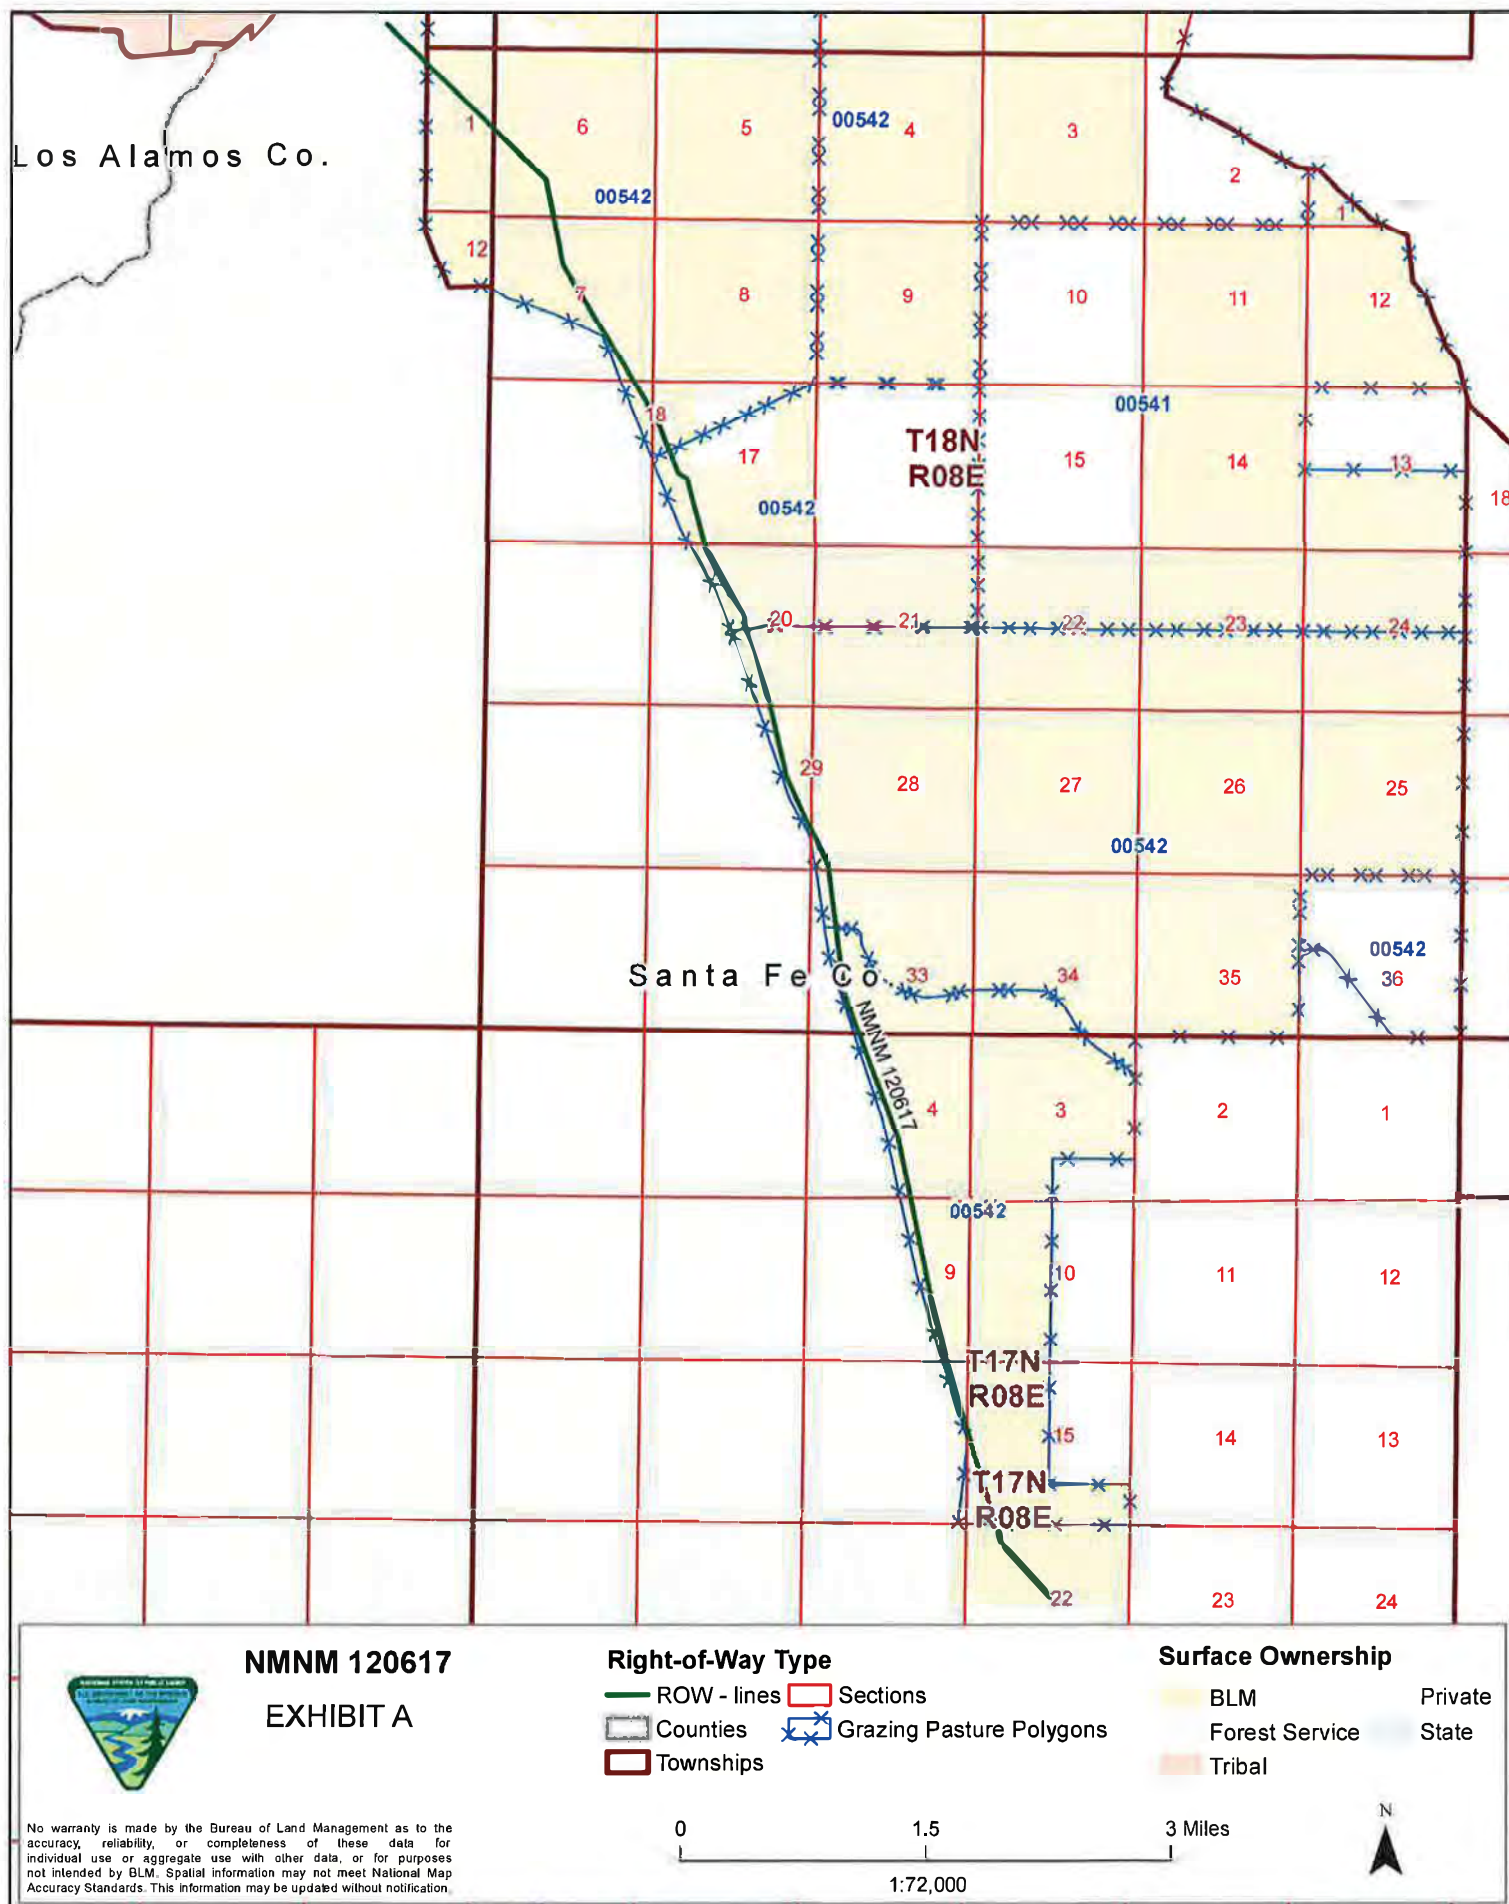 1
6
5
00542
4
3
Los Alamos Co.
2
00542
1
12
7
8
9
10
11
12
00541
18
17
T18N
R08E
15
14
13
18
00542
20
21
22
23
24
29
28
27
26
25
00542
00542
Santa Fe Co.
33
34
35
36
NMNM 120617
4
3
2
1
00542
9
10
11
12
T17N
R08E
15
14
13
T17N
R08E
22
23
24
NMNM 120617
EXHIBIT A
No warranty is made by the Bureau of Land Management as to the
accuracy, reliability, or completeness of these data for
individual use or aggregate use with other data, or for purposes
not intended by BLM. Spatial information may not meet National Map
Accuracy Standards. This information may be updated without notification.
Right-of-Way Type
ROW - lines
Sections
Counties
Grazing Pasture Polygons
Townships
Surface Ownership
BLM
Private
Forest Service
State
Tribal
0 1.5 3 Miles
1:72,000
N